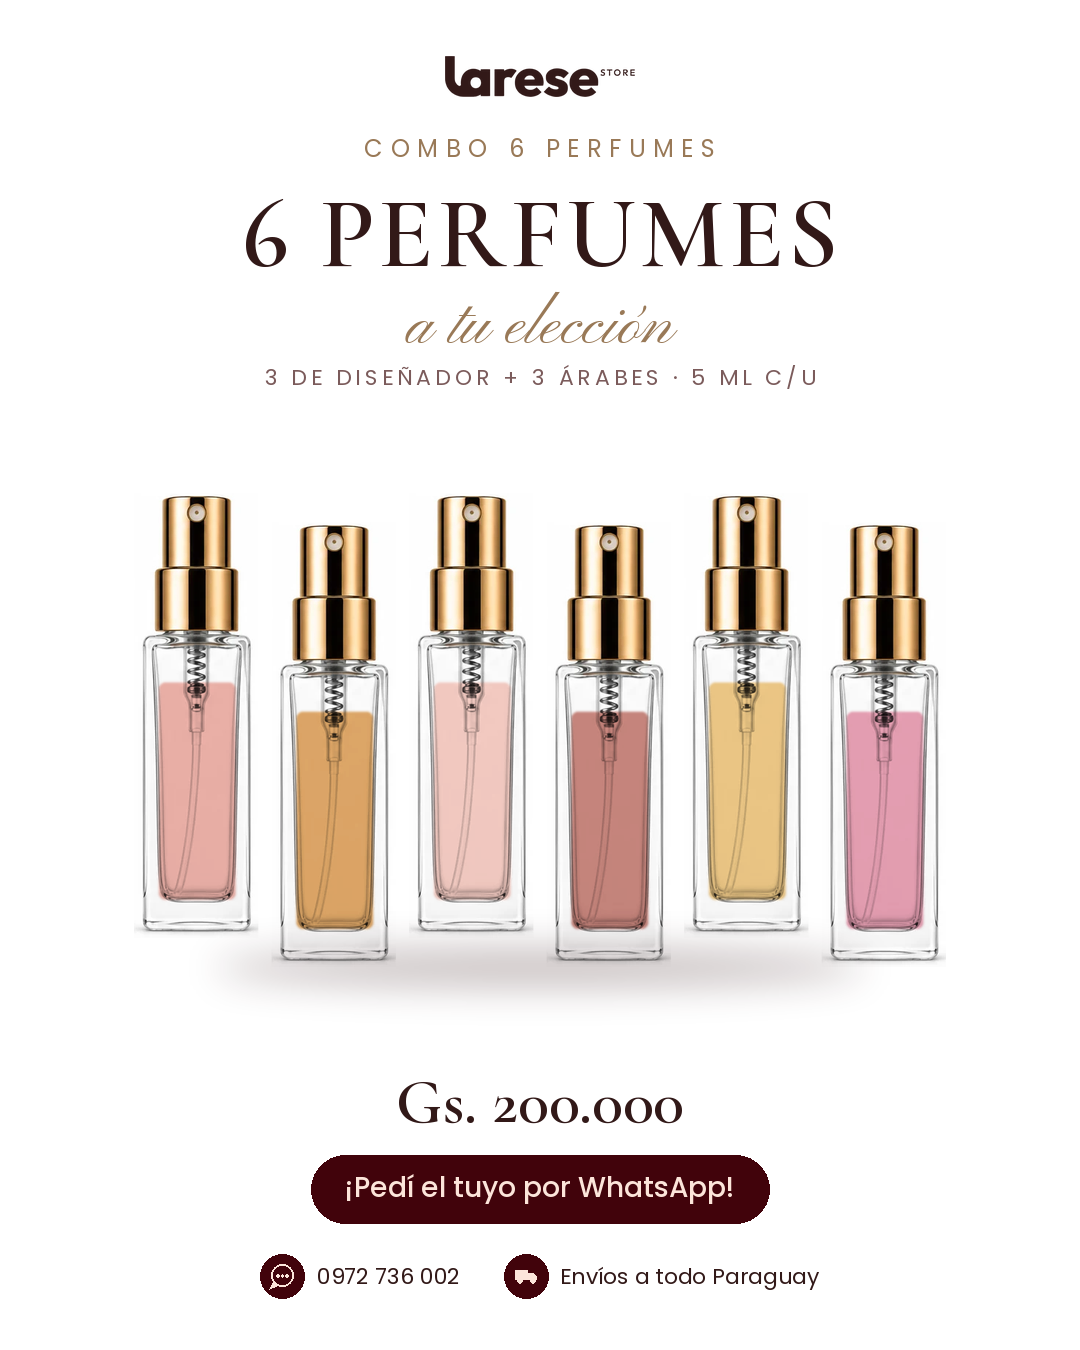 Larese STORE
COMBO 6 PERFUMES
6 PERFUMES
a tu elección
3 DE DISEÑADOR + 3 ÁRABES · 5 ML C/U
Gs. 200.000
¡Pedí el tuyo por WhatsApp!
0972 736 002
Envíos a todo Paraguay